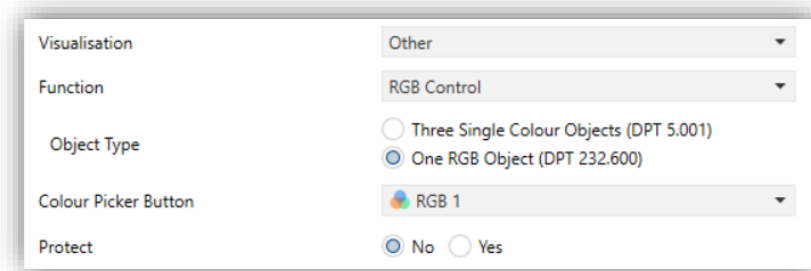 Visualisation Other
Function RGB Control
Object Type
Three Single Colour Objects (DPT 5.001)
One RGB Object (DPT 232.600)
Colour Picker Button RGB 1
Protect No Yes